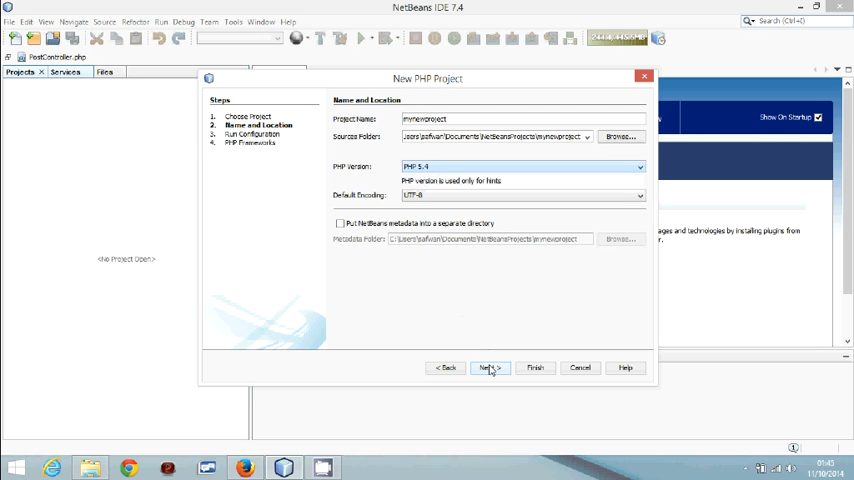 NetBeans IDE 7.4
File Edit View Navigate Source Refactor Run Debug Team Tools Window Help
Search (Ctrl+I)
PostController.php
Projects Services Files
New PHP Project
Steps
1. Choose Project
2. Name and Location
3. Run Configuration
4. PHP Frameworks
Name and Location
Project Name: mynewproject
Sources Folder: Users\safwan\Documents\NetBeansProjects\mynewproject Browse...
PHP Version: PHP 5.4
PHP version is used only for hints
Default Encoding: UTF-8
Put NetBeans metadata into a separate directory
Metadata Folder: C:\Users\safwan\Documents\NetBeansProjects\mynewproject Browse...
Show On Startup
<No Project Open>
ages and technologies by installing plugins from
< Back Next > Finish Cancel Help
01:45
11/10/2014